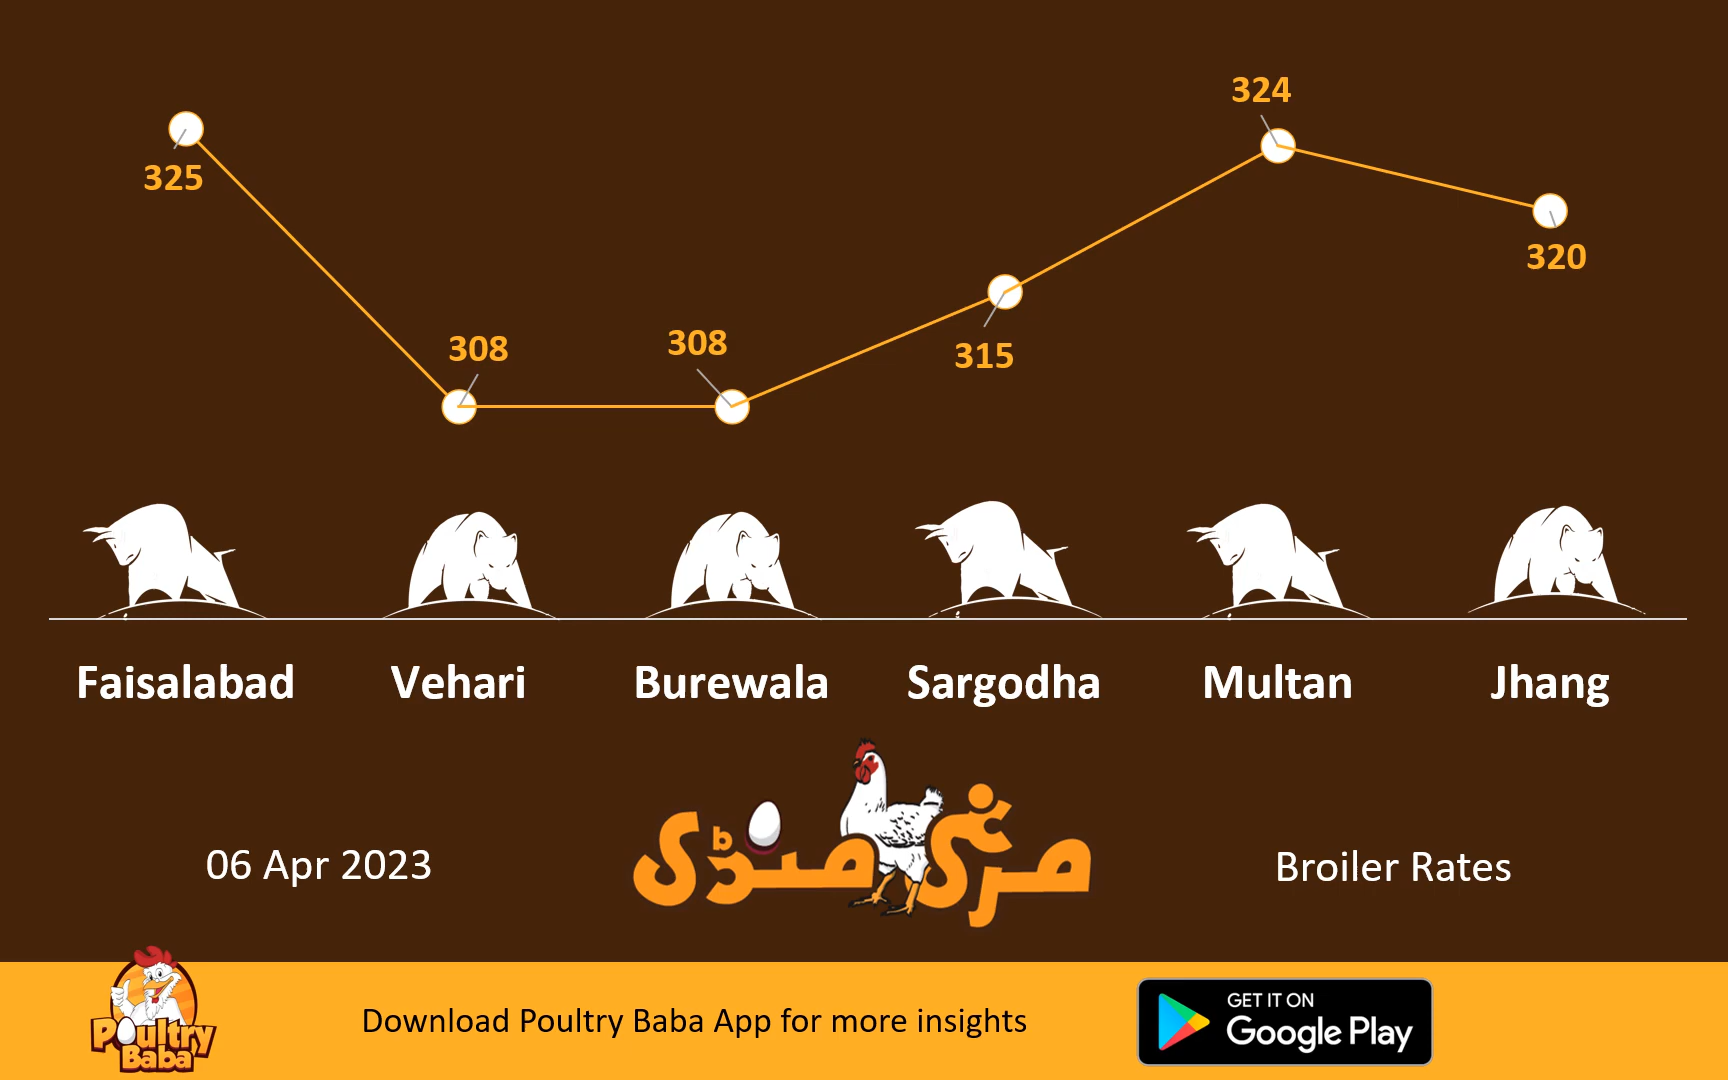 324
325
320
308
308
315
Faisalabad Vehari Burewala Sargodha Multan Jhang
مرغی منڈی
06 Apr 2023
Broiler Rates
Poultry
Baba
Download Poultry Baba App for more insights
GET IT ON
Google Play